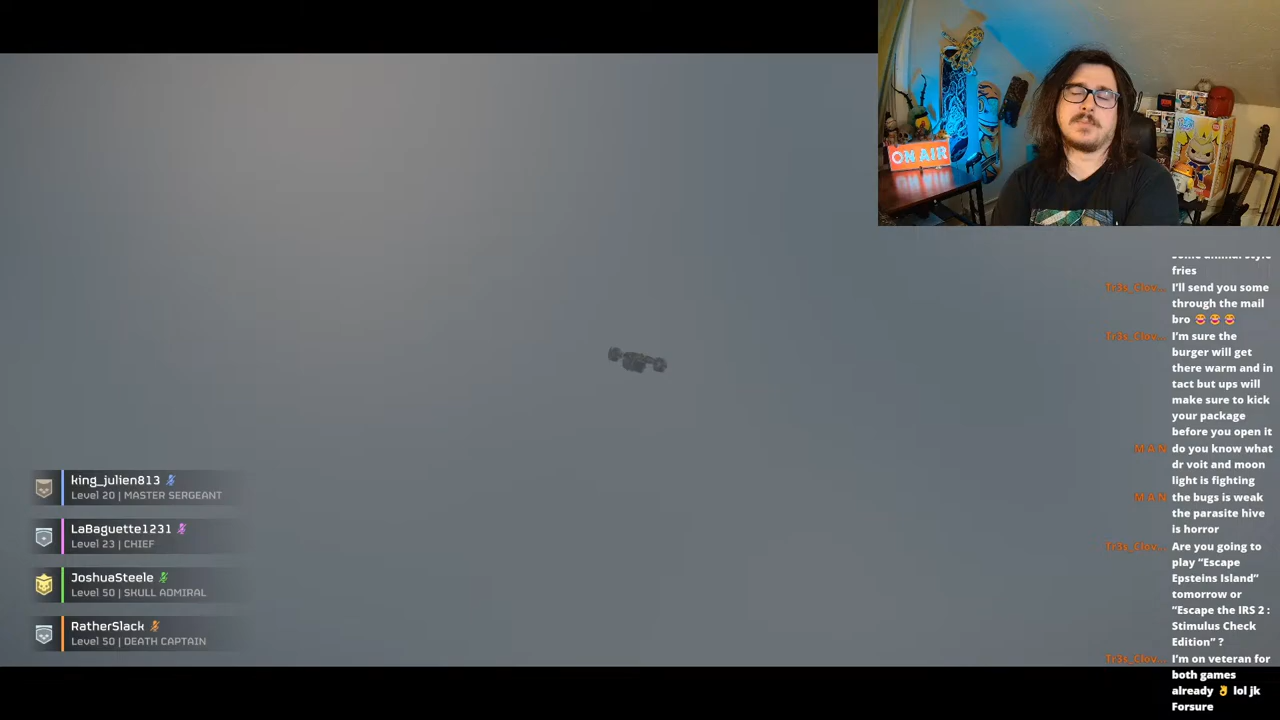 ON AIR
fries
I'll send you some
through the mail
bro
I'm sure the
burger will get
there warm and in
tact but ups will
make sure to kick
your package
before you open it
M A N do you know what
dr voit and moon
light is fighting
M A N the bugs is weak
the parasite hive
is horror
Are you going to
play “Escape
Epsteins Island”
tomorrow or
“Escape the IRS 2 :
Stimulus Check
Edition” ?
I'm on veteran for
both games
already 👌 lol jk
Forsure
king_julien813
Level 20 | MASTER SERGEANT
LaBaguette1231
Level 23 | CHIEF
JoshuaSteele
Level 50 | SKULL ADMIRAL
RatherSlack
Level 50 | DEATH CAPTAIN